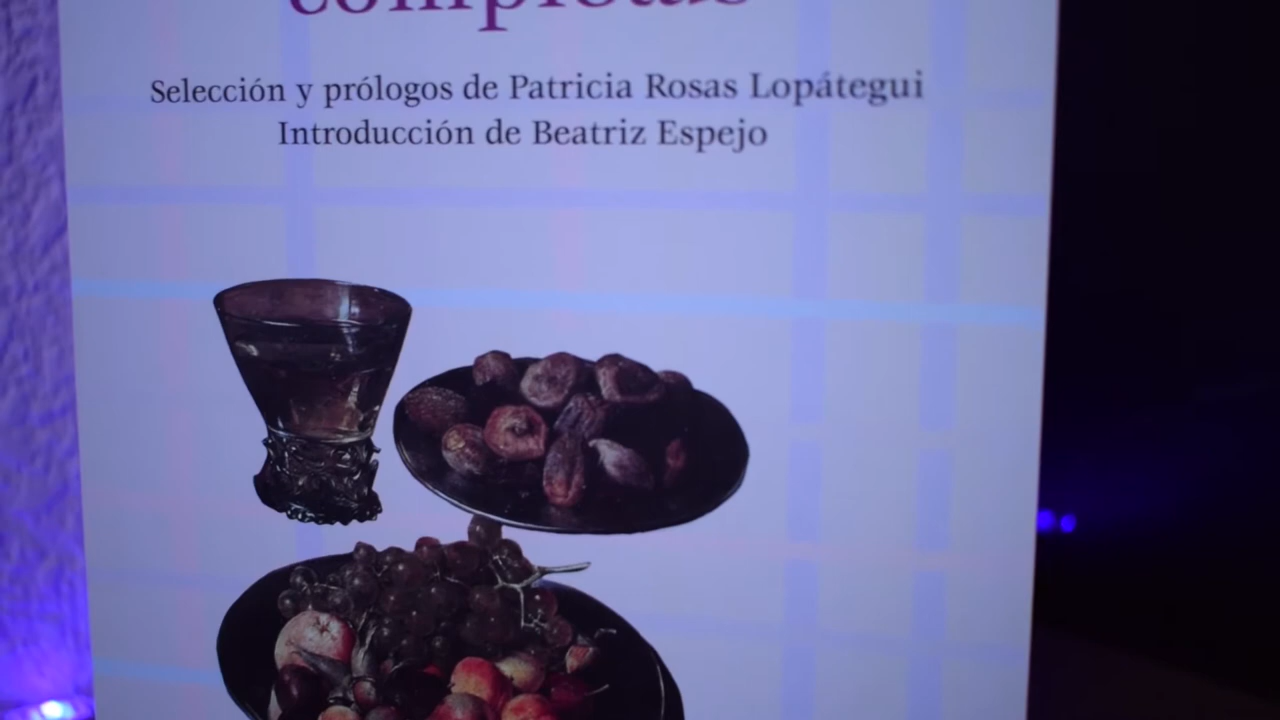 Selección y prólogos de Patricia Rosas Lopátegui
Introducción de Beatriz Espejo